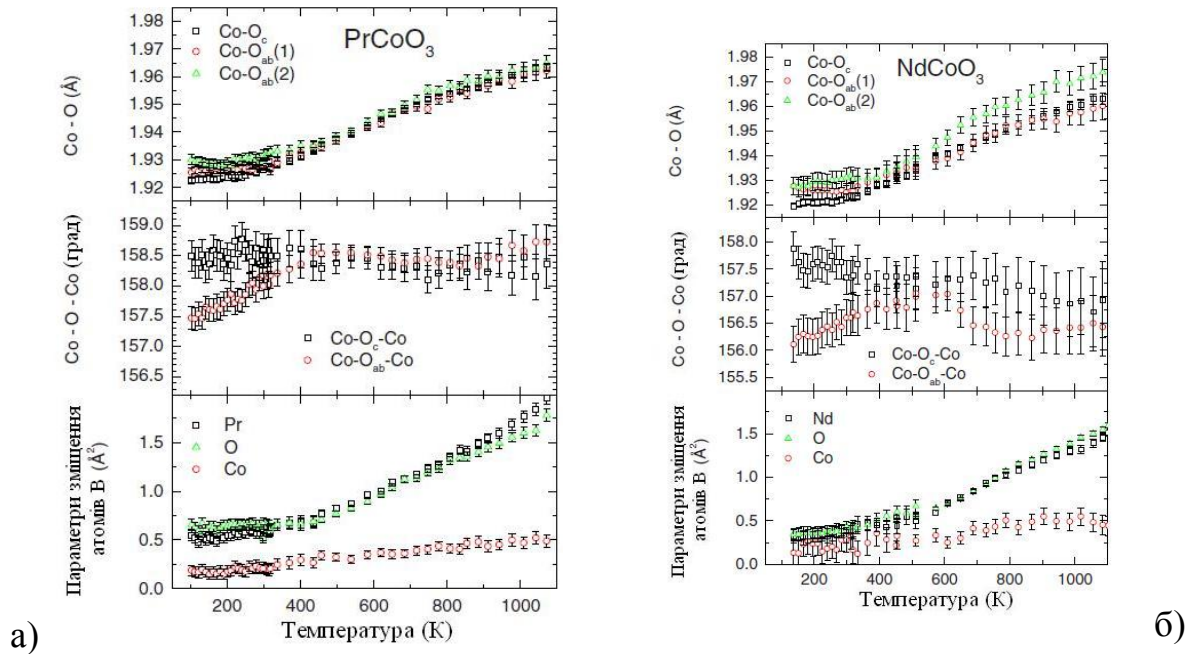 1.98
1.97
1.96
1.95
1.94
1.93
1.92
Co - O (Å)
Co-Oc
Co-Oab(1)
Co-Oab(2)
PrCoO3
159.0
158.5
158.0
157.5
157.0
156.5
Co - O - Co (град)
Co-Oc-Co
Co-Oab-Co
1.5
1.0
0.5
0.0
Параметри зміщення
атомів В (Å2)
Pr
O
Co
200 400 600 800 1000
Температура (К)
а)
1.98
1.97
1.96
1.95
1.94
1.93
1.92
Co - O (Å)
Co-Oc
Co-Oab(1)
Co-Oab(2)
NdCoO3
158.0
157.5
157.0
156.5
156.0
155.5
Co - O - Co (град)
Co-Oc-Co
Co-Oab-Co
1.5
1.0
0.5
0.0
Параметри зміщення
атомів В (Å2)
Nd
O
Co
200 400 600 800 1000
Температура (К)
б)